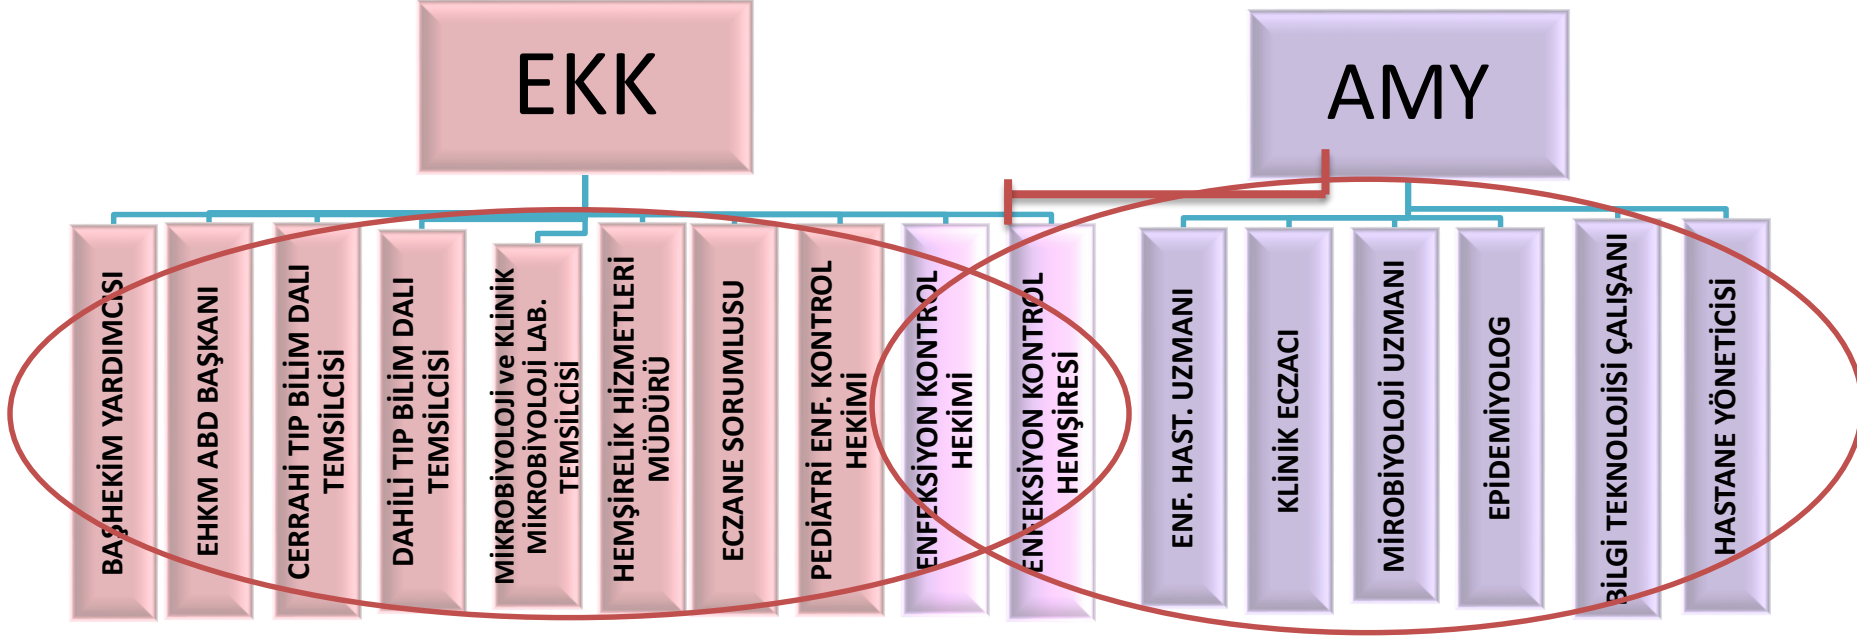 EKK
AMY
BAŞHEKİM YARDIMCISI
EHKM ABD BAŞKANI
CERRAHİ TIP BİLİM DALI
TEMSİLCİSİ
DAHİLİ TIP BİLİM DALI
TEMSİLCİSİ
MİKROBİYOLOJİ ve KLİNİK
MİKROBİYOLOJİ LAB.
TEMSİLCİSİ
HEMŞİRELİK HİZMETLERİ
MÜDÜRÜ
ECZANE SORUMLUSU
PEDİATRİ ENF. KONTROL
HEKİMİ
ENFEKSİYON KONTROL
HEKİMİ
ENFEKSİYON KONTROL
HEMŞİRESİ
ENF. HAST. UZMANI
KLİNİK ECZACI
MİROBİYOLOJİ UZMANI
EPİDEMİYOLOG
BİLGİ TEKNOLOJİSİ ÇALIŞANI
HASTANE YÖNETİCİSİ